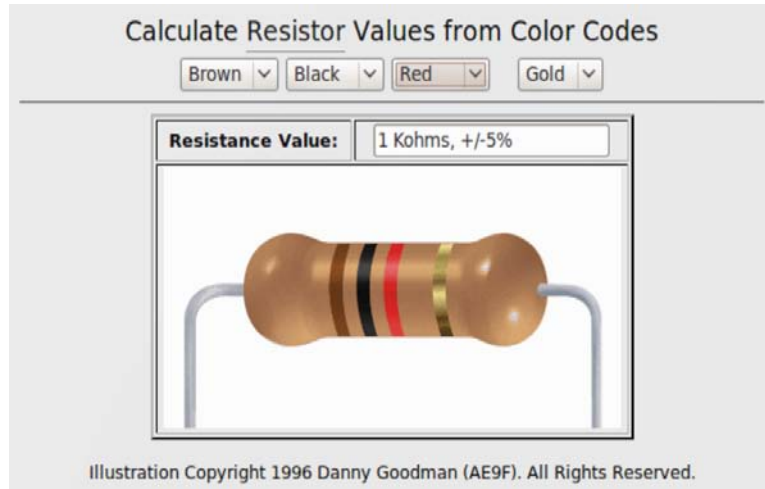 Calculate Resistor Values from Color Codes
Brown Black Red Gold
Resistance Value: 1 Kohms, +/-5%
Illustration Copyright 1996 Danny Goodman (AE9F). All Rights Reserved.